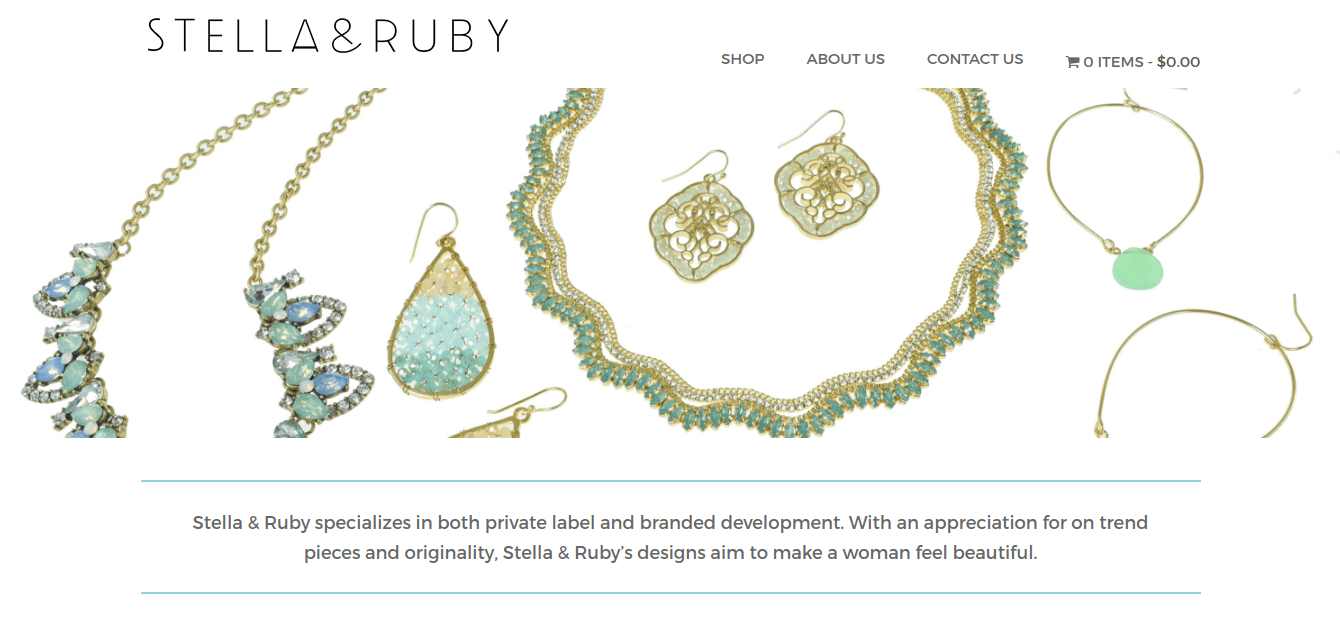 STELLA&RUBY
SHOP ABOUT US CONTACT US 0 ITEMS - $0.00
Stella & Ruby specializes in both private label and branded development. With an appreciation for on trend
pieces and originality, Stella & Ruby’s designs aim to make a woman feel beautiful.